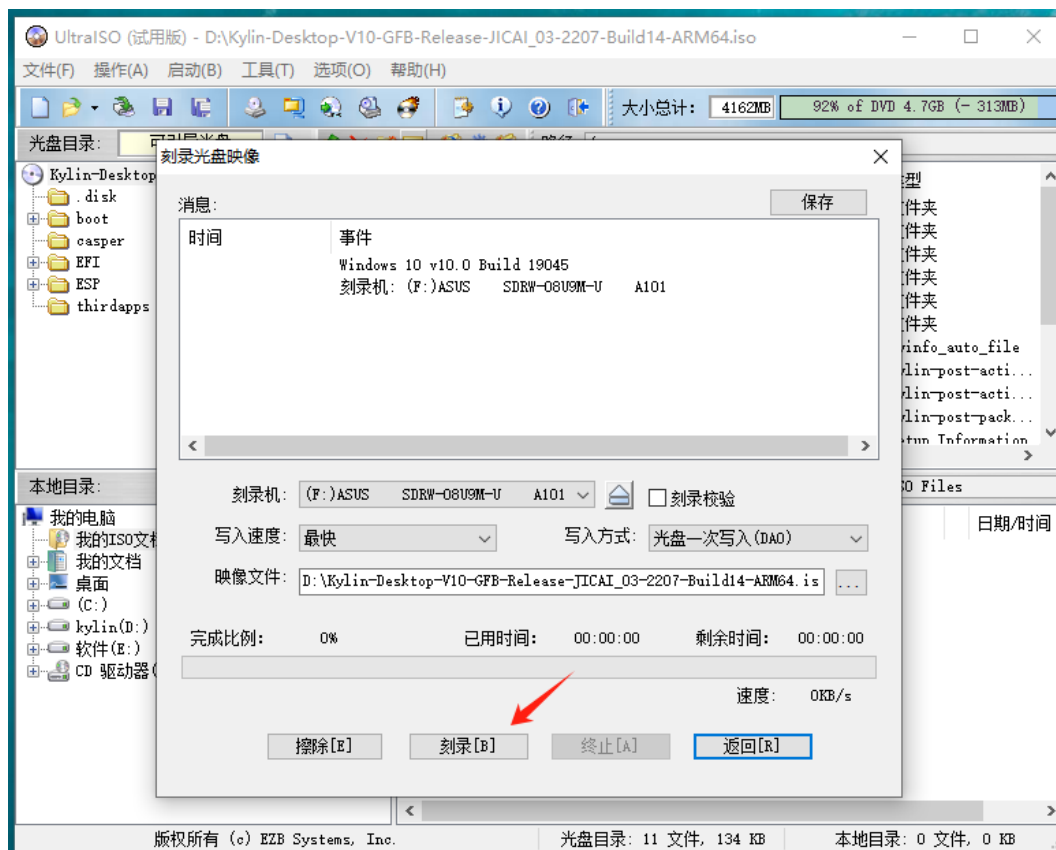 UltraISO (试用版) - D:\Kylin-Desktop-V10-GFB-Release-JICAI_03-2207-Build14-ARM64.iso
文件(F) 操作(A) 启动(B) 工具(T) 选项(O) 帮助(H)
大小总计: 4162MB 92% of DVD 4.7GB (- 313MB)
光盘目录:
刻录光盘映像
Kylin-Desktop
.disk
boot
casper
EFI
ESP
thirdapps
消息:
保存
时间 事件
Windows 10 v10.0 Build 19045
刻录机: (F:)ASUS SDRW-08U9M-U A101
型
件夹
件夹
件夹
件夹
件夹
件夹
info_auto_file
lin-post-acti...
lin-post-acti...
lin-post-pack...
tup Information
本地目录:
SO Files
日期/时间
我的电脑
我的ISO文档
我的文档
桌面
(C:)
kylin(D:)
软件(E:)
CD 驱动器(
刻录机: (F:)ASUS SDRW-08U9M-U A101 刻录校验
写入速度: 最快 写入方式: 光盘一次写入(DAO)
映像文件: D:\Kylin-Desktop-V10-GFB-Release-JICAI_03-2207-Build14-ARM64.is ...
完成比例: 0% 已用时间: 00:00:00 剩余时间: 00:00:00
速度: 0KB/s
擦除[E] 刻录[B] 终止[A] 返回[R]
版权所有 (c) EZB Systems, Inc. 光盘目录: 11 文件, 134 KB 本地目录: 0 文件, 0 KB